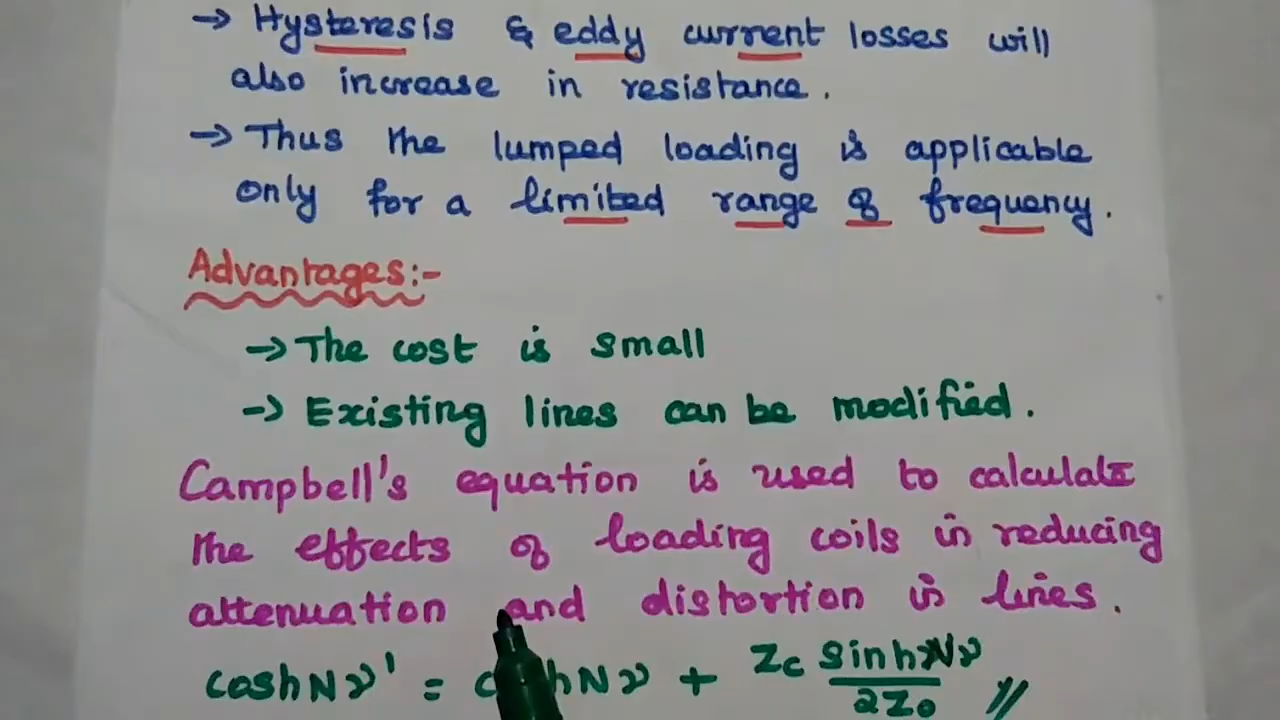 → Hysteresis & eddy current losses will
also increase in resistance.
→ Thus the lumped loading is applicable
only for a limited range of frequency.
Advantages:-
→ The cost is small
→ Existing lines can be modified.
Campbell's equation is used to calculate
the effects of loading coils in reducing
attenuation and distortion in lines.
coshNγ' = hNγ + Zc sinhNγ / 2Z0 //